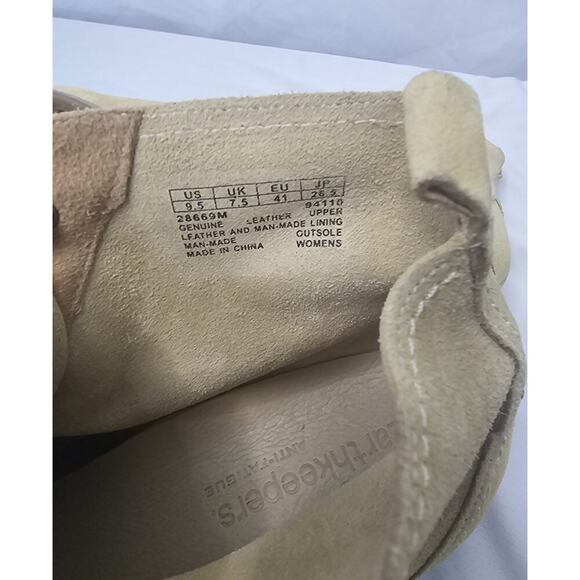 US UK EU JP
9.5 7.5 41 26.5
28669M 94110
GENUINE LEATHER UPPER
LEATHER AND MAN-MADE LINING
MAN-MADE OUTSOLE
MADE IN CHINA WOMENS
earthkeepers.
ANTI-FATIGUE